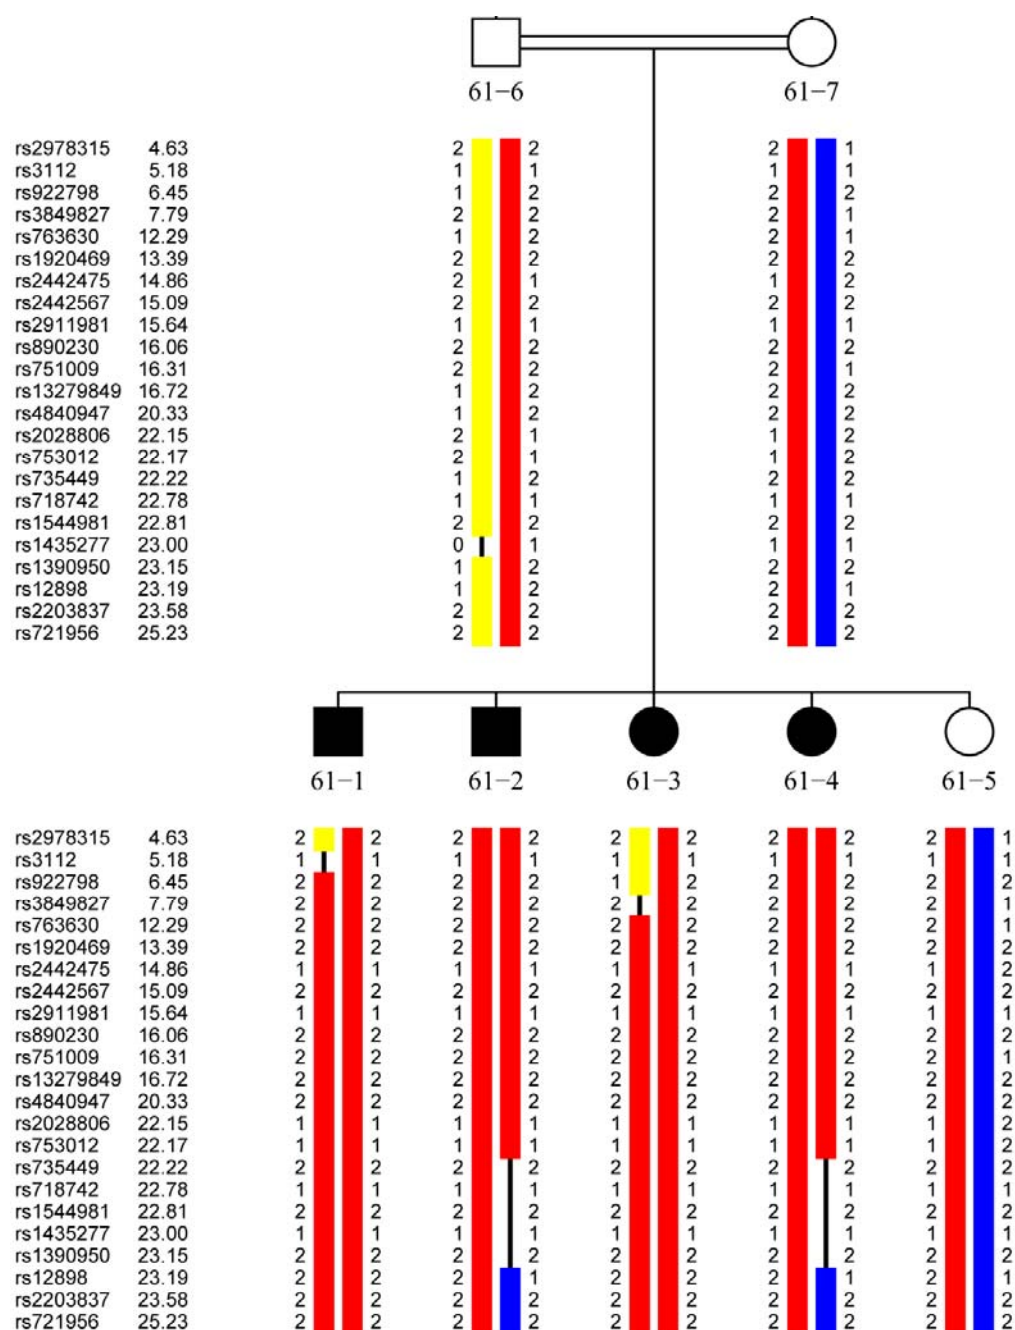 61−6 61−7
rs2978315 4.63 2 2 2 1
rs3112 5.18 1 1 1 1
rs922798 6.45 1 2 2 2
rs3849827 7.79 2 2 2 1
rs763630 12.29 1 2 2 1
rs1920469 13.39 2 2 2 2
rs2442475 14.86 2 1 1 2
rs2442567 15.09 2 2 2 2
rs2911981 15.64 1 1 1 1
rs890230 16.06 2 2 2 2
rs751009 16.31 2 2 2 1
rs13279849 16.72 1 2 2 2
rs4840947 20.33 1 2 2 2
rs2028806 22.15 2 1 1 2
rs753012 22.17 2 1 1 2
rs735449 22.22 1 2 2 2
rs718742 22.78 1 1 1 1
rs1544981 22.81 2 2 2 2
rs1435277 23.00 0 1 1 1
rs1390950 23.15 1 2 2 2
rs12898 23.19 1 2 2 1
rs2203837 23.58 2 2 2 2
rs721956 25.23 2 2 2 2
61−1 61−2 61−3 61−4 61−5
rs2978315 4.63 2 2 2 2 2 2 2 2 2 1
rs3112 5.18 1 1 1 1 1 1 1 1 1 1
rs922798 6.45 2 2 2 2 1 2 2 2 2 2
rs3849827 7.79 2 2 2 2 2 2 2 2 2 1
rs763630 12.29 2 2 2 2 2 2 2 2 2 1
rs1920469 13.39 2 2 2 2 2 2 2 2 2 2
rs2442475 14.86 1 1 1 1 1 1 1 1 1 2
rs2442567 15.09 2 2 2 2 2 2 2 2 2 2
rs2911981 15.64 1 1 1 1 1 1 1 1 1 1
rs890230 16.06 2 2 2 2 2 2 2 2 2 2
rs751009 16.31 2 2 2 2 2 2 2 2 2 1
rs13279849 16.72 2 2 2 2 2 2 2 2 2 2
rs4840947 20.33 2 2 2 2 2 2 2 2 2 2
rs2028806 22.15 1 1 1 1 1 1 1 1 1 2
rs753012 22.17 1 1 1 1 1 1 1 1 1 2
rs735449 22.22 2 2 2 2 2 2 2 2 2 2
rs718742 22.78 1 1 1 1 1 1 1 1 1 1
rs1544981 22.81 2 2 2 2 2 2 2 2 2 2
rs1435277 23.00 1 1 1 1 1 1 1 1 1 1
rs1390950 23.15 2 2 2 2 2 2 2 2 2 2
rs12898 23.19 2 2 2 1 2 2 2 1 2 1
rs2203837 23.58 2 2 2 2 2 2 2 2 2 2
rs721956 25.23 2 2 2 2 2 2 2 2 2 2